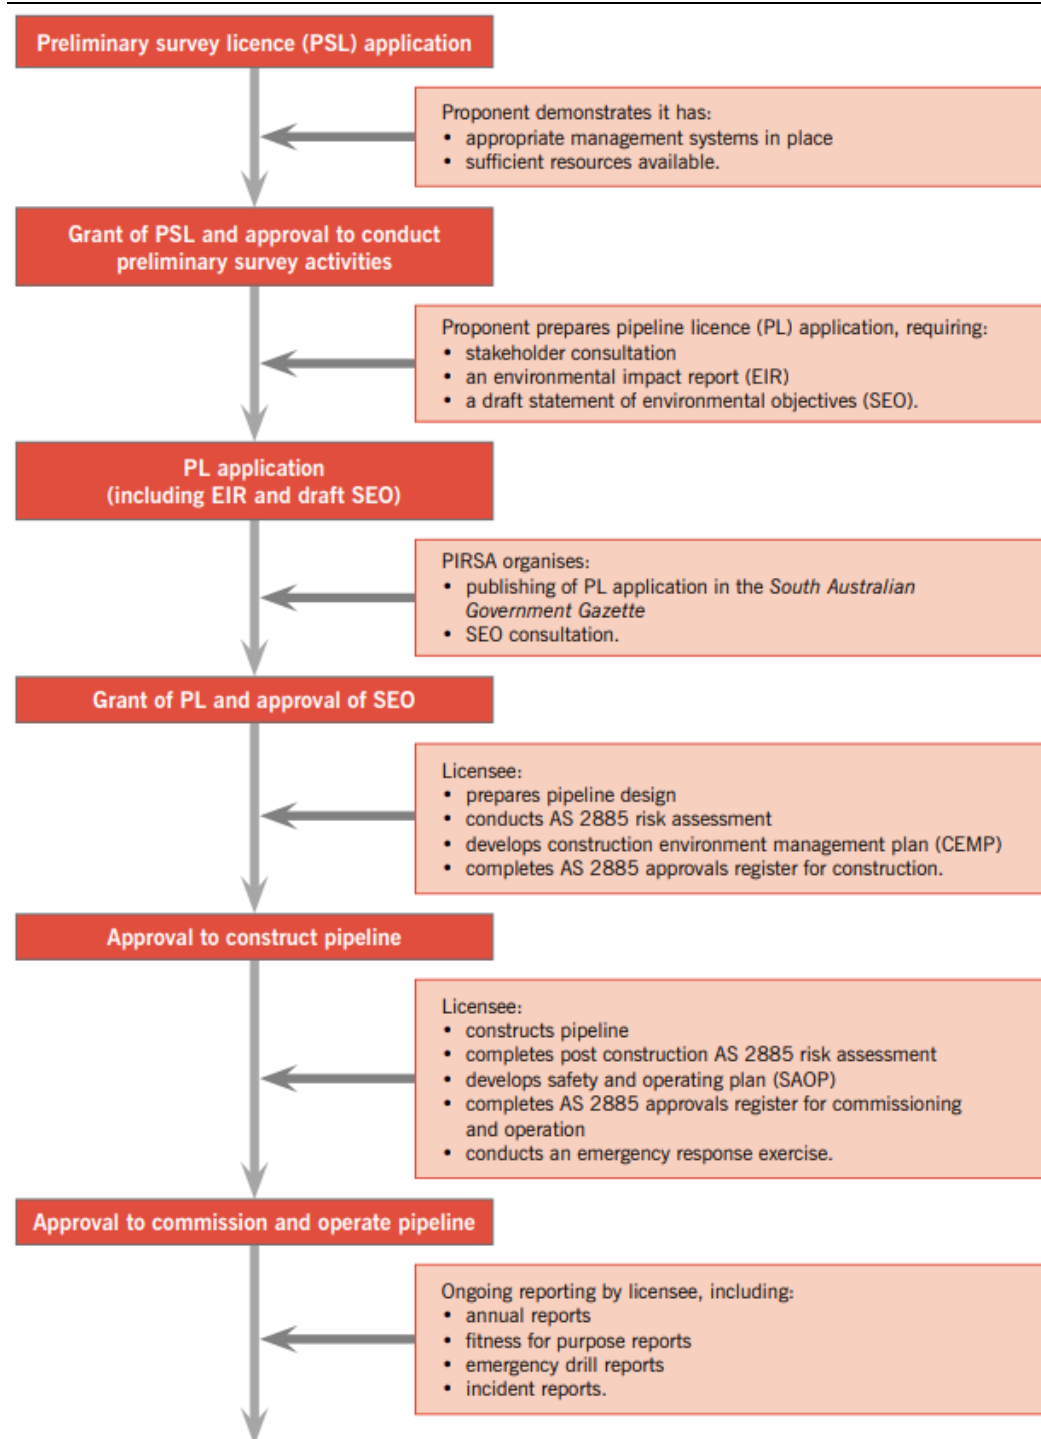 Preliminary survey licence (PSL) application
Proponent demonstrates it has:
• appropriate management systems in place
• sufficient resources available.
Grant of PSL and approval to conduct
preliminary survey activities
Proponent prepares pipeline licence (PL) application, requiring:
• stakeholder consultation
• an environmental impact report (EIR)
• a draft statement of environmental objectives (SEO).
PL application
(including EIR and draft SEO)
PIRSA organises:
• publishing of PL application in the South Australian
Government Gazette
• SEO consultation.
Grant of PL and approval of SEO
Licensee:
• prepares pipeline design
• conducts AS 2885 risk assessment
• develops construction environment management plan (CEMP)
• completes AS 2885 approvals register for construction.
Approval to construct pipeline
Licensee:
• constructs pipeline
• completes post construction AS 2885 risk assessment
• develops safety and operating plan (SAOP)
• completes AS 2885 approvals register for commissioning
and operation
• conducts an emergency response exercise.
Approval to commission and operate pipeline
Ongoing reporting by licensee, including:
• annual reports
• fitness for purpose reports
• emergency drill reports
• incident reports.